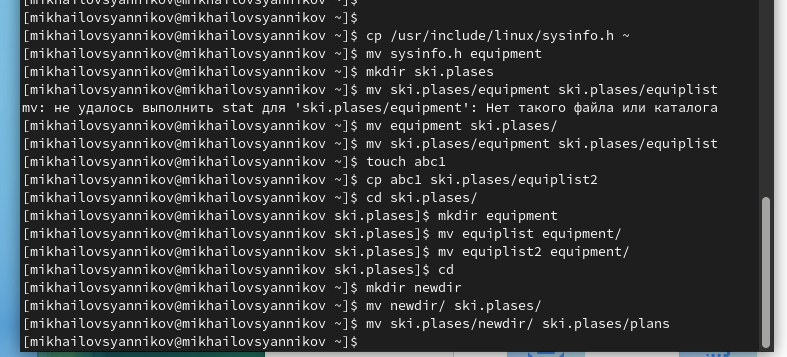 [mikhailovsyannikov@mikhailovsyannikov ~]$
[mikhailovsyannikov@mikhailovsyannikov ~]$
[mikhailovsyannikov@mikhailovsyannikov ~]$ cp /usr/include/linux/sysinfo.h ~
[mikhailovsyannikov@mikhailovsyannikov ~]$ mv sysinfo.h equipment
[mikhailovsyannikov@mikhailovsyannikov ~]$ mkdir ski.plases
[mikhailovsyannikov@mikhailovsyannikov ~]$ mv ski.plases/equipment ski.plases/equiplist
mv: не удалось выполнить stat для 'ski.plases/equipment': Нет такого файла или каталога
[mikhailovsyannikov@mikhailovsyannikov ~]$ mv equipment ski.plases/
[mikhailovsyannikov@mikhailovsyannikov ~]$ mv ski.plases/equipment ski.plases/equiplist
[mikhailovsyannikov@mikhailovsyannikov ~]$ touch abc1
[mikhailovsyannikov@mikhailovsyannikov ~]$ cp abc1 ski.plases/equiplist2
[mikhailovsyannikov@mikhailovsyannikov ~]$ cd ski.plases/
[mikhailovsyannikov@mikhailovsyannikov ski.plases]$ mkdir equipment
[mikhailovsyannikov@mikhailovsyannikov ski.plases]$ mv equiplist equipment/
[mikhailovsyannikov@mikhailovsyannikov ski.plases]$ mv equiplist2 equipment/
[mikhailovsyannikov@mikhailovsyannikov ski.plases]$ cd
[mikhailovsyannikov@mikhailovsyannikov ~]$ mkdir newdir
[mikhailovsyannikov@mikhailovsyannikov ~]$ mv newdir/ ski.plases/
[mikhailovsyannikov@mikhailovsyannikov ~]$ mv ski.plases/newdir/ ski.plases/plans
[mikhailovsyannikov@mikhailovsyannikov ~]$